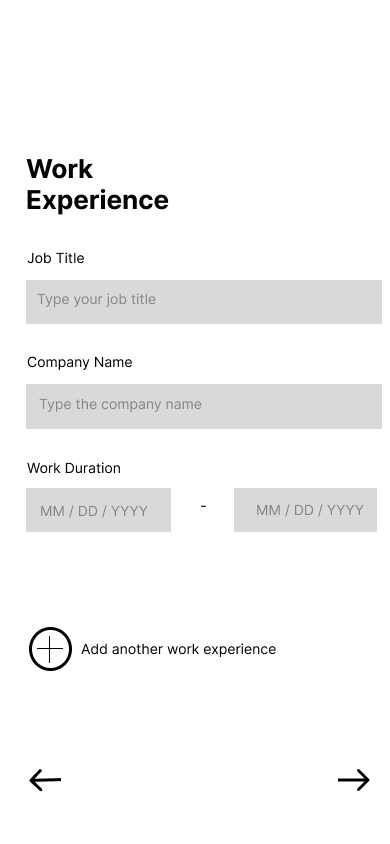 Work
Experience
Job Title
Type your job title
Company Name
Type the company name
Work Duration
MM / DD / YYYY - MM / DD / YYYY
Add another work experience